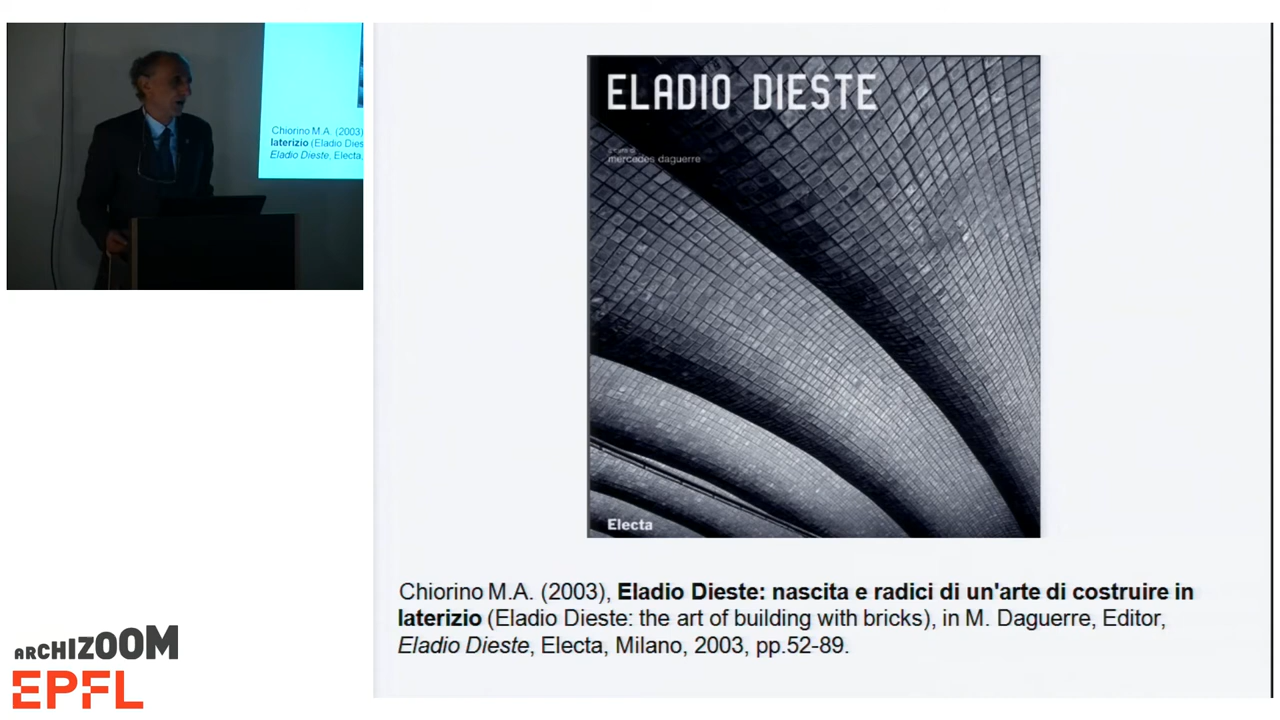 Chiorino M.A. (2003)
laterizio (Eladio Dies
Eladio Dieste, Electa,
ELADIO DIESTE
mercedes daguerre
Electa
Chiorino M.A. (2003), Eladio Dieste: nascita e radici di un'arte di costruire in
laterizio (Eladio Dieste: the art of building with bricks), in M. Daguerre, Editor,
Eladio Dieste, Electa, Milano, 2003, pp.52-89.
ARCHIZOOM
EPFL